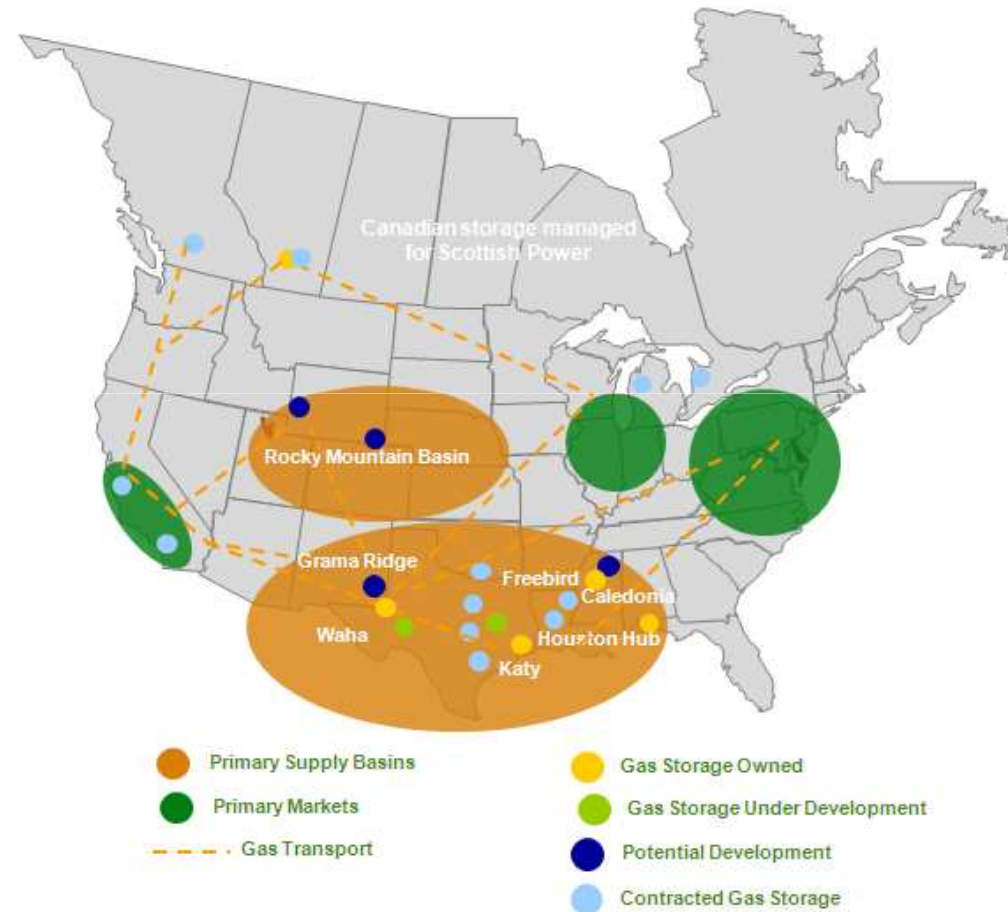 Canadian storage managed
for Scottish Power
Rocky Mountain Basin
Grama Ridge
Freebird
Caledonia
Waha
Houston Hub
Katy
Primary Supply Basins
Primary Markets
Gas Transport
Gas Storage Owned
Gas Storage Under Development
Potential Development
Contracted Gas Storage